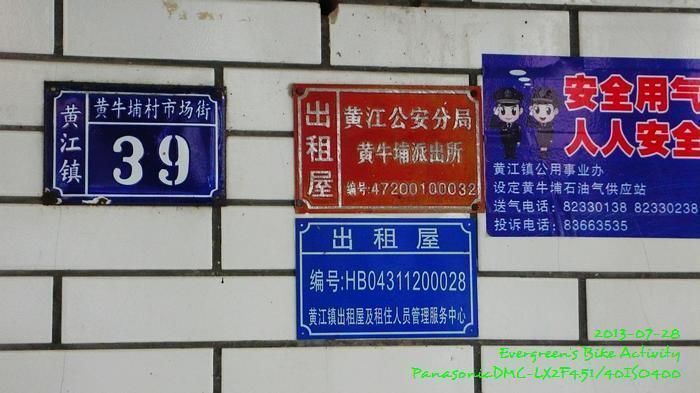 黄江镇
黄牛埔村市场街
39
出租屋
黄江公安分局
黄牛埔派出所
编号:47200100032
出租屋
编号:HB04311200028
黄江镇出租屋及租住人员管理服务中心
安全用气
人人安全
黄江镇公用事业办
设定黄牛埔石油气供应站
送气电话：82330138 82330238
投诉电话：83663535
2013-07-28
Evergreen's Bike Activity
PanasonicDMC-LX2F4.51/40ISO400